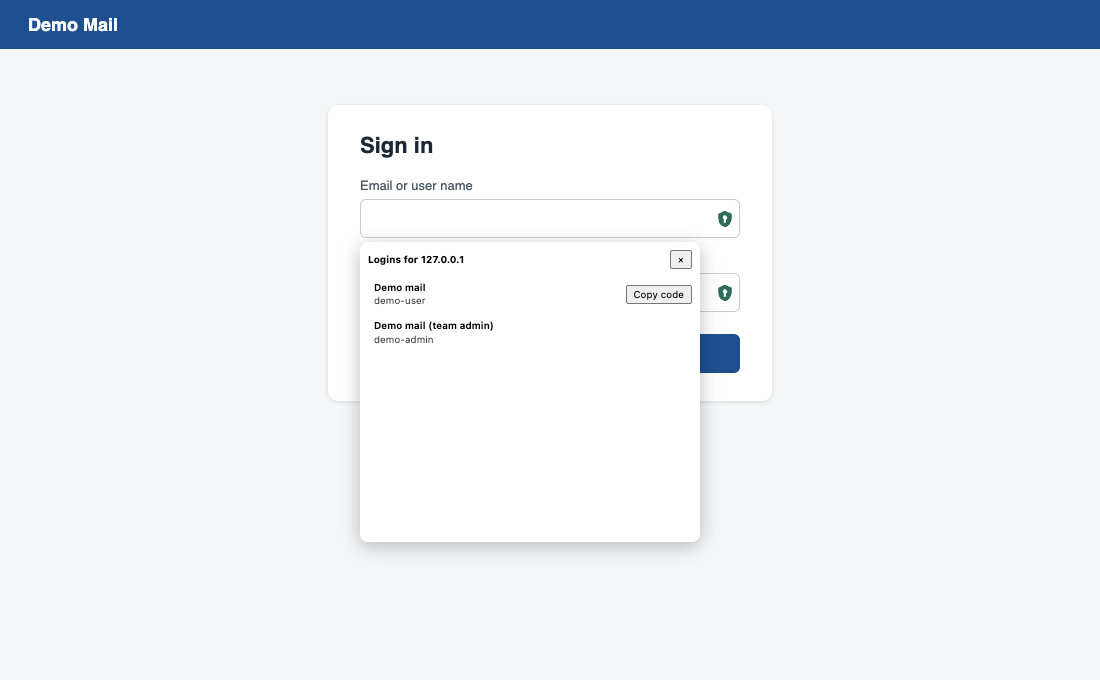 Demo Mail
Sign in
Email or user name
Logins for 127.0.0.1
×
Demo mail
demo-user
Copy code
Demo mail (team admin)
demo-admin